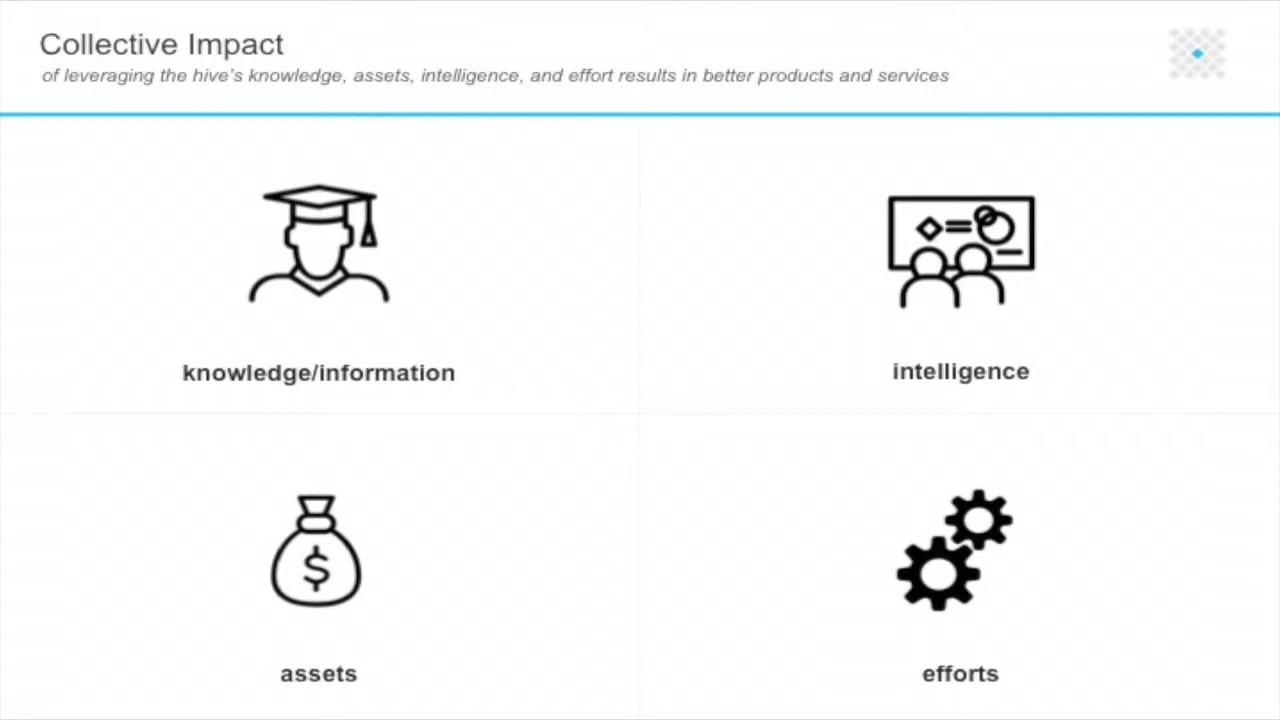 Collective Impact
of leveraging the hive's knowledge, assets, intelligence, and effort results in better products and services
knowledge/information
intelligence
$
assets
efforts